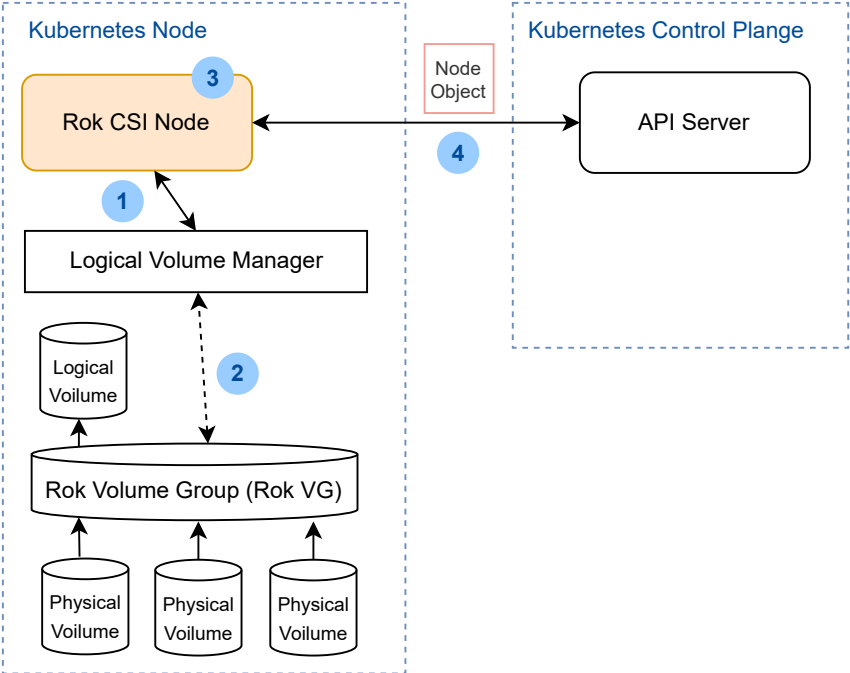 Kubernetes Node
Kubernetes Control Plange
3
Rok CSI Node
Node
Object
API Server
4
1
Logical Volume Manager
2
Logical
Voilume
Rok Volume Group (Rok VG)
Physical
Voilume
Physical
Voilume
Physical
Voilume